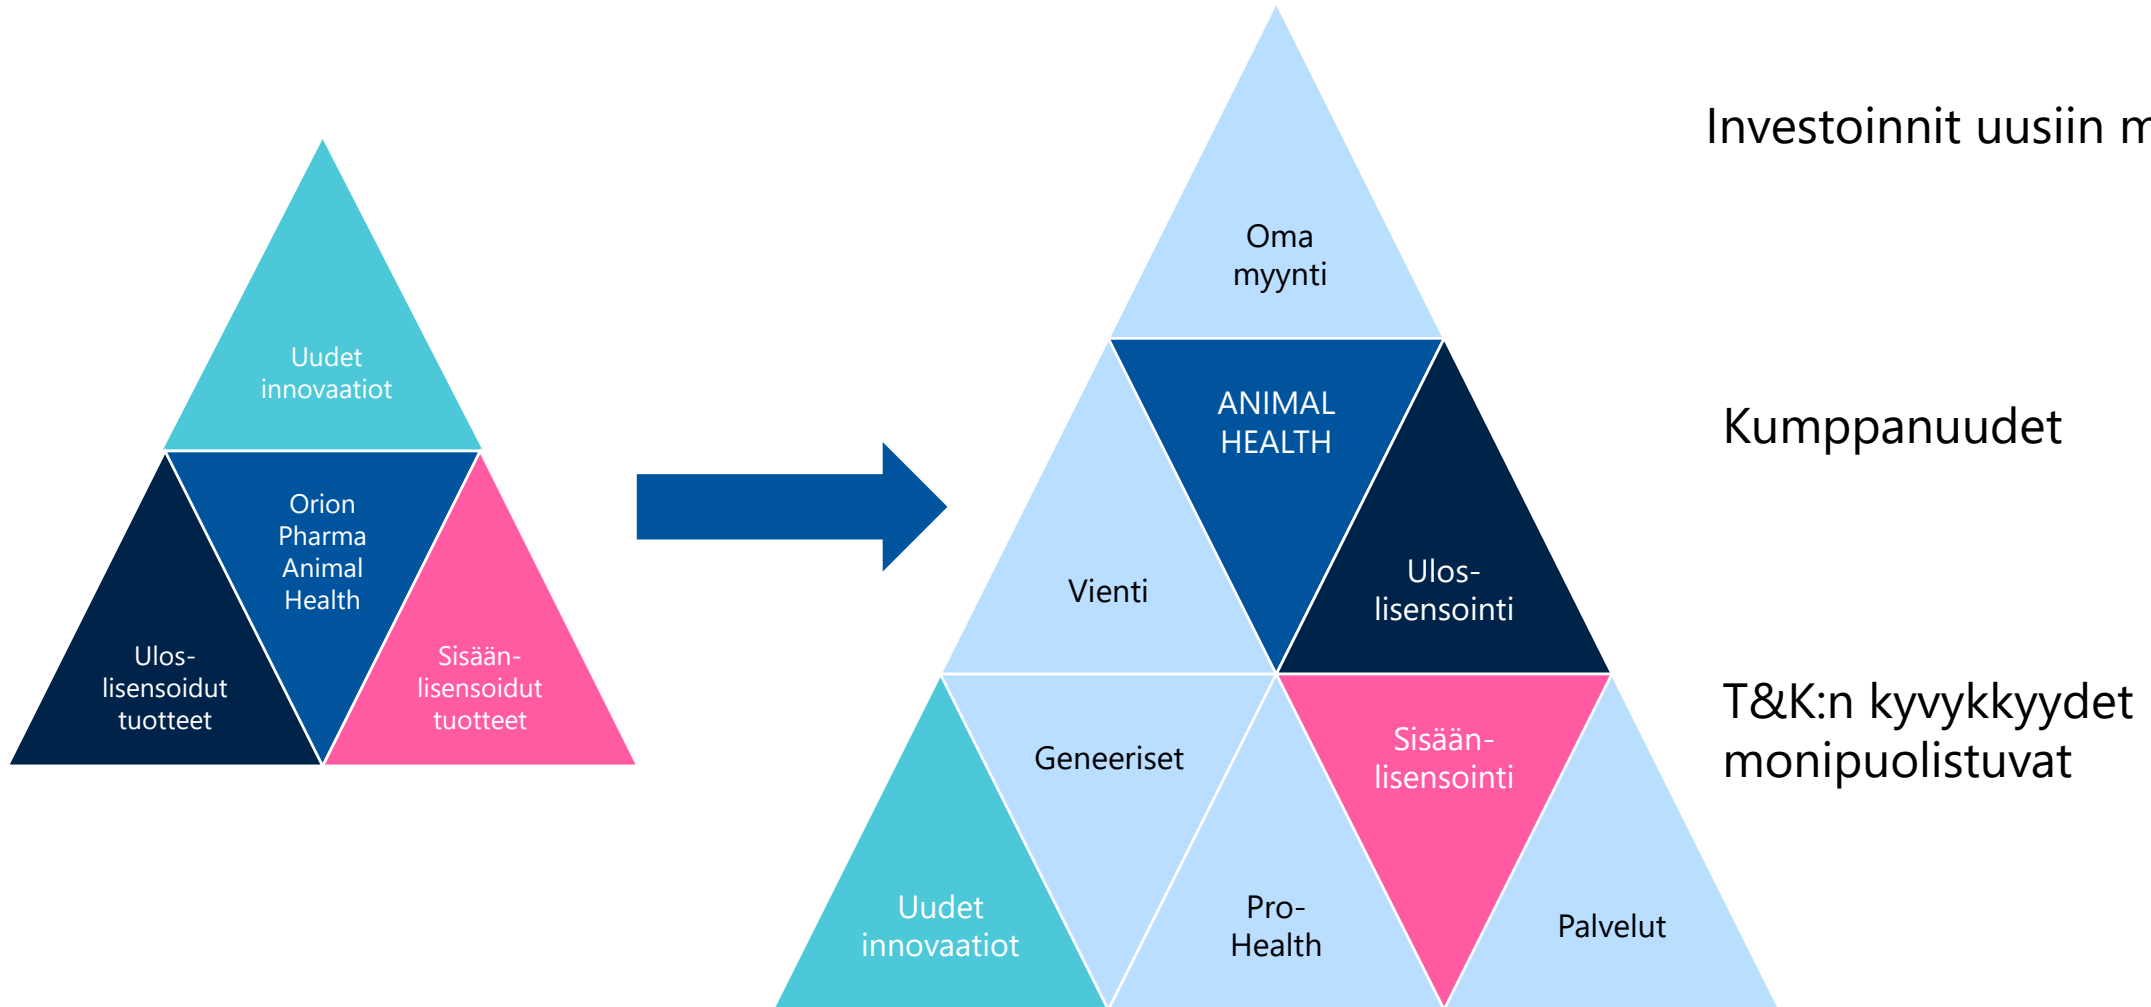 Uudet
innovaatiot
Orion
Pharma
Animal
Health
Ulos-
lisensoidut
tuotteet
Sisään-
lisensoidut
tuotteet
Oma
myynti
ANIMAL
HEALTH
Vienti
Ulos-
lisensointi
Geneeriset
Sisään-
lisensointi
Uudet
innovaatiot
Pro-
Health
Palvelut
Investoinnit uusiin
Kumppanuudet
T&K:n kyvykkyydet
monipuolistuvat